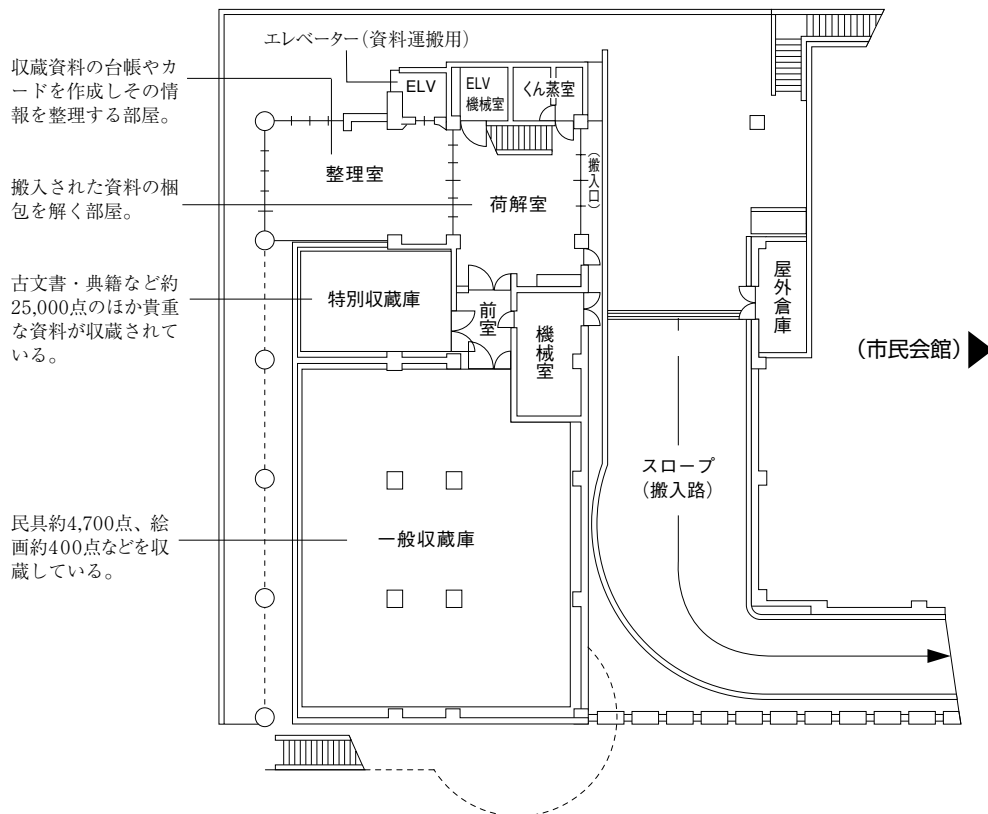 エレベーター（資料運搬用）
収蔵資料の台帳やカ
ードを作成しその情
報を整理する部屋。
ELV
ELV
機械室
くん蒸室
整理室
搬入された資料の梱
包を解く部屋。
荷解室
（搬入口）
古文書・典籍など約
25,000点のほか貴重
な資料が収蔵されて
いる。
特別収蔵庫
前室
機械室
屋外倉庫
（市民会館）
スロープ
（搬入路）
民具約4,700点、絵
画約400点などを収
蔵している。
一般収蔵庫